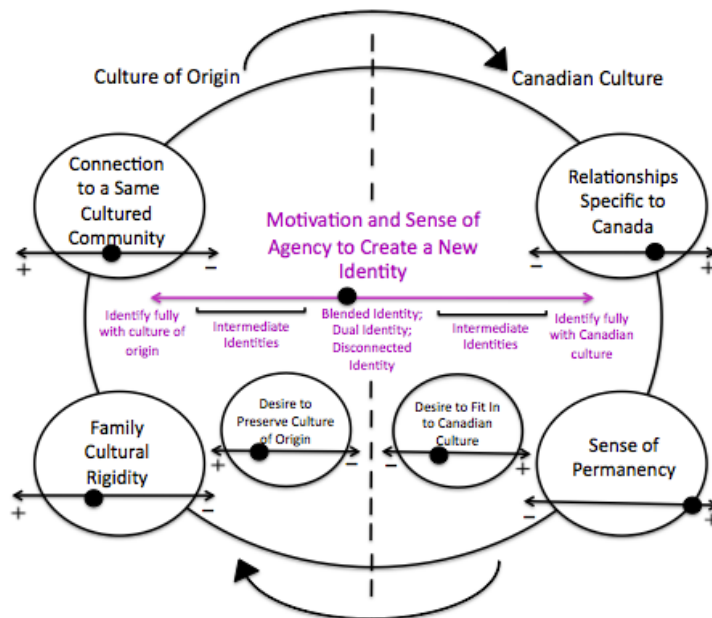 Culture of Origin
Canadian Culture
Connection
to a Same
Cultured
Community
+
−
Relationships
Specific to
Canada
−
+
Motivation and Sense of
Agency to Create a New
Identity
Identify fully
with culture of
origin
Intermediate
Identities
Blended Identity;
Dual Identity;
Disconnected
Identity
Intermediate
Identities
Identify fully
with Canadian
culture
Family
Cultural
Rigidity
+
−
Desire to
Preserve Culture
of Origin
+
−
Desire to Fit In
to Canadian
Culture
−
+
Sense of
Permanency
−
+